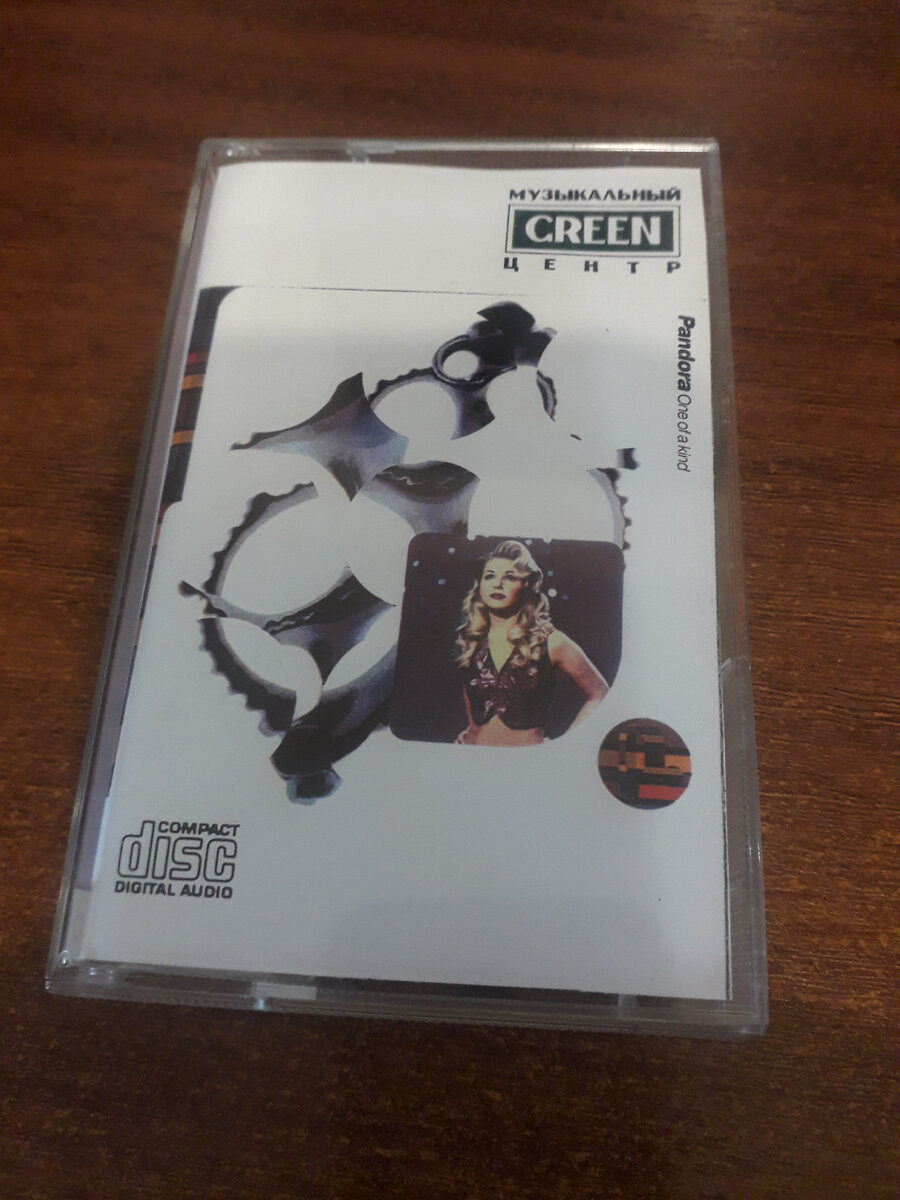 МУЗЫКАЛЬНЫЙ
GREEN
ЦЕНТР
Pandora One of a kind
COMPACT
disc
DIGITAL AUDIO